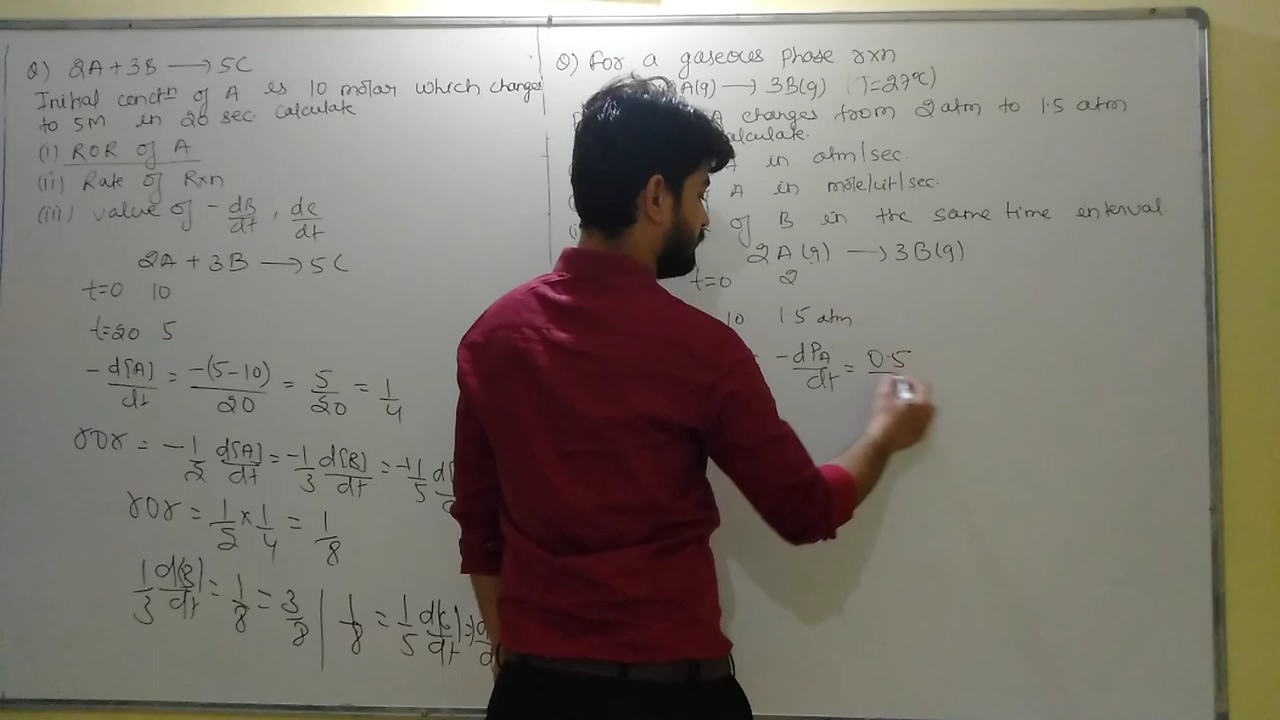 Q) 2A + 3B → 5C
Initial conctn of A is 10 molar which changes
to 5M in 20 sec. calculate
(i) ROR of A
(ii) Rate of Rxn
(iii) value of - dB/dt , dC/dt
2A + 3B → 5C
t=0 10
t=20 5
-d[A]/dt = -(5-10)/20 = 5/20 = 1/4
ror = -1/2 d[A]/dt = -1/3 d[B]/dt = 1/5 d
ror = 1/2 × 1/4 = 1/8
1/3 d[B]/dt = 1/8 = 3/8 | 1/8 = 1/5 d[C]/dt ⇒
Q) For a gaseous phase rxn
A(g) → 3B(g) (T=27°C)
A changes from 2 atm to 1.5 atm
calculate.
in atm/sec.
A in mole/lit/sec.
of B in the same time interval
2A(g) → 3B(g)
t=0 2
10 1.5 atm
= -dPA/dt = 0.5